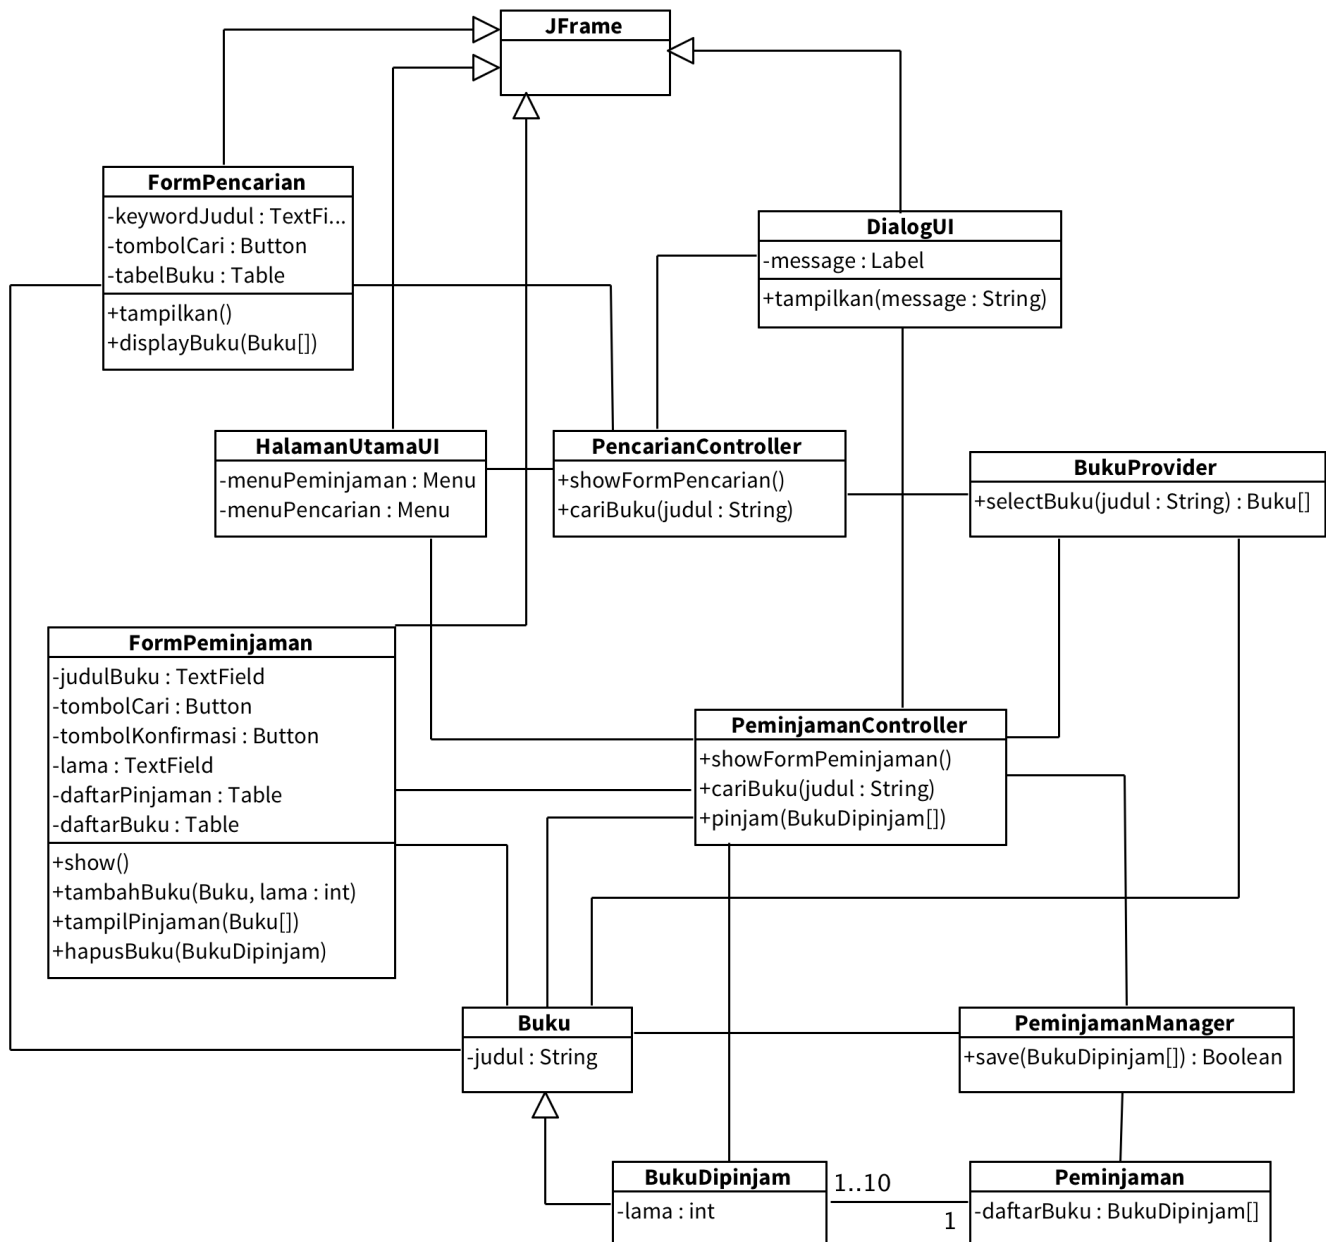 JFrame
FormPencarian
-keywordJudul : TextFi...
-tombolCari : Button
-tabelBuku : Table
+tampilkan()
+displayBuku(Buku[])
DialogUI
-message : Label
+tampilkan(message : String)
HalamanUtamaUI
-menuPeminjaman : Menu
-menuPencarian : Menu
PencarianController
+showFormPencarian()
+cariBuku(judul : String)
BukuProvider
+selectBuku(judul : String) : Buku[]
FormPeminjaman
-judulBuku : TextField
-tombolCari : Button
-tombolKonfirmasi : Button
-lama : TextField
-daftarPinjaman : Table
-daftarBuku : Table
+show()
+tambahBuku(Buku, lama : int)
+tampilPinjaman(Buku[])
+hapusBuku(BukuDipinjam)
PeminjamanController
+showFormPeminjaman()
+cariBuku(judul : String)
+pinjam(BukuDipinjam[])
Buku
-judul : String
PeminjamanManager
+save(BukuDipinjam[]) : Boolean
BukuDipinjam
-lama : int
1..10
1
Peminjaman
-daftarBuku : BukuDipinjam[]